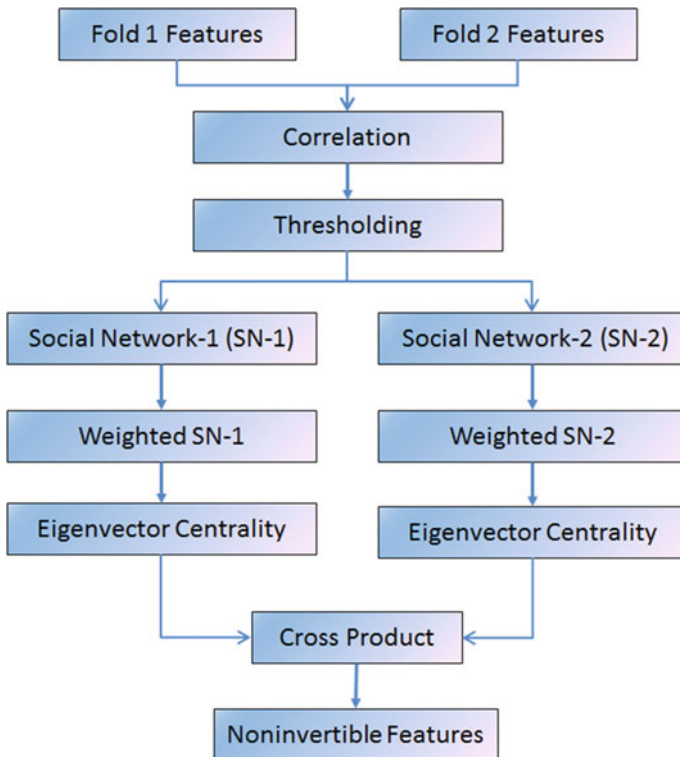 Fold 1 Features
Fold 2 Features
Correlation
Thresholding
Social Network-1 (SN-1)
Social Network-2 (SN-2)
Weighted SN-1
Weighted SN-2
Eigenvector Centrality
Eigenvector Centrality
Cross Product
Noninvertible Features